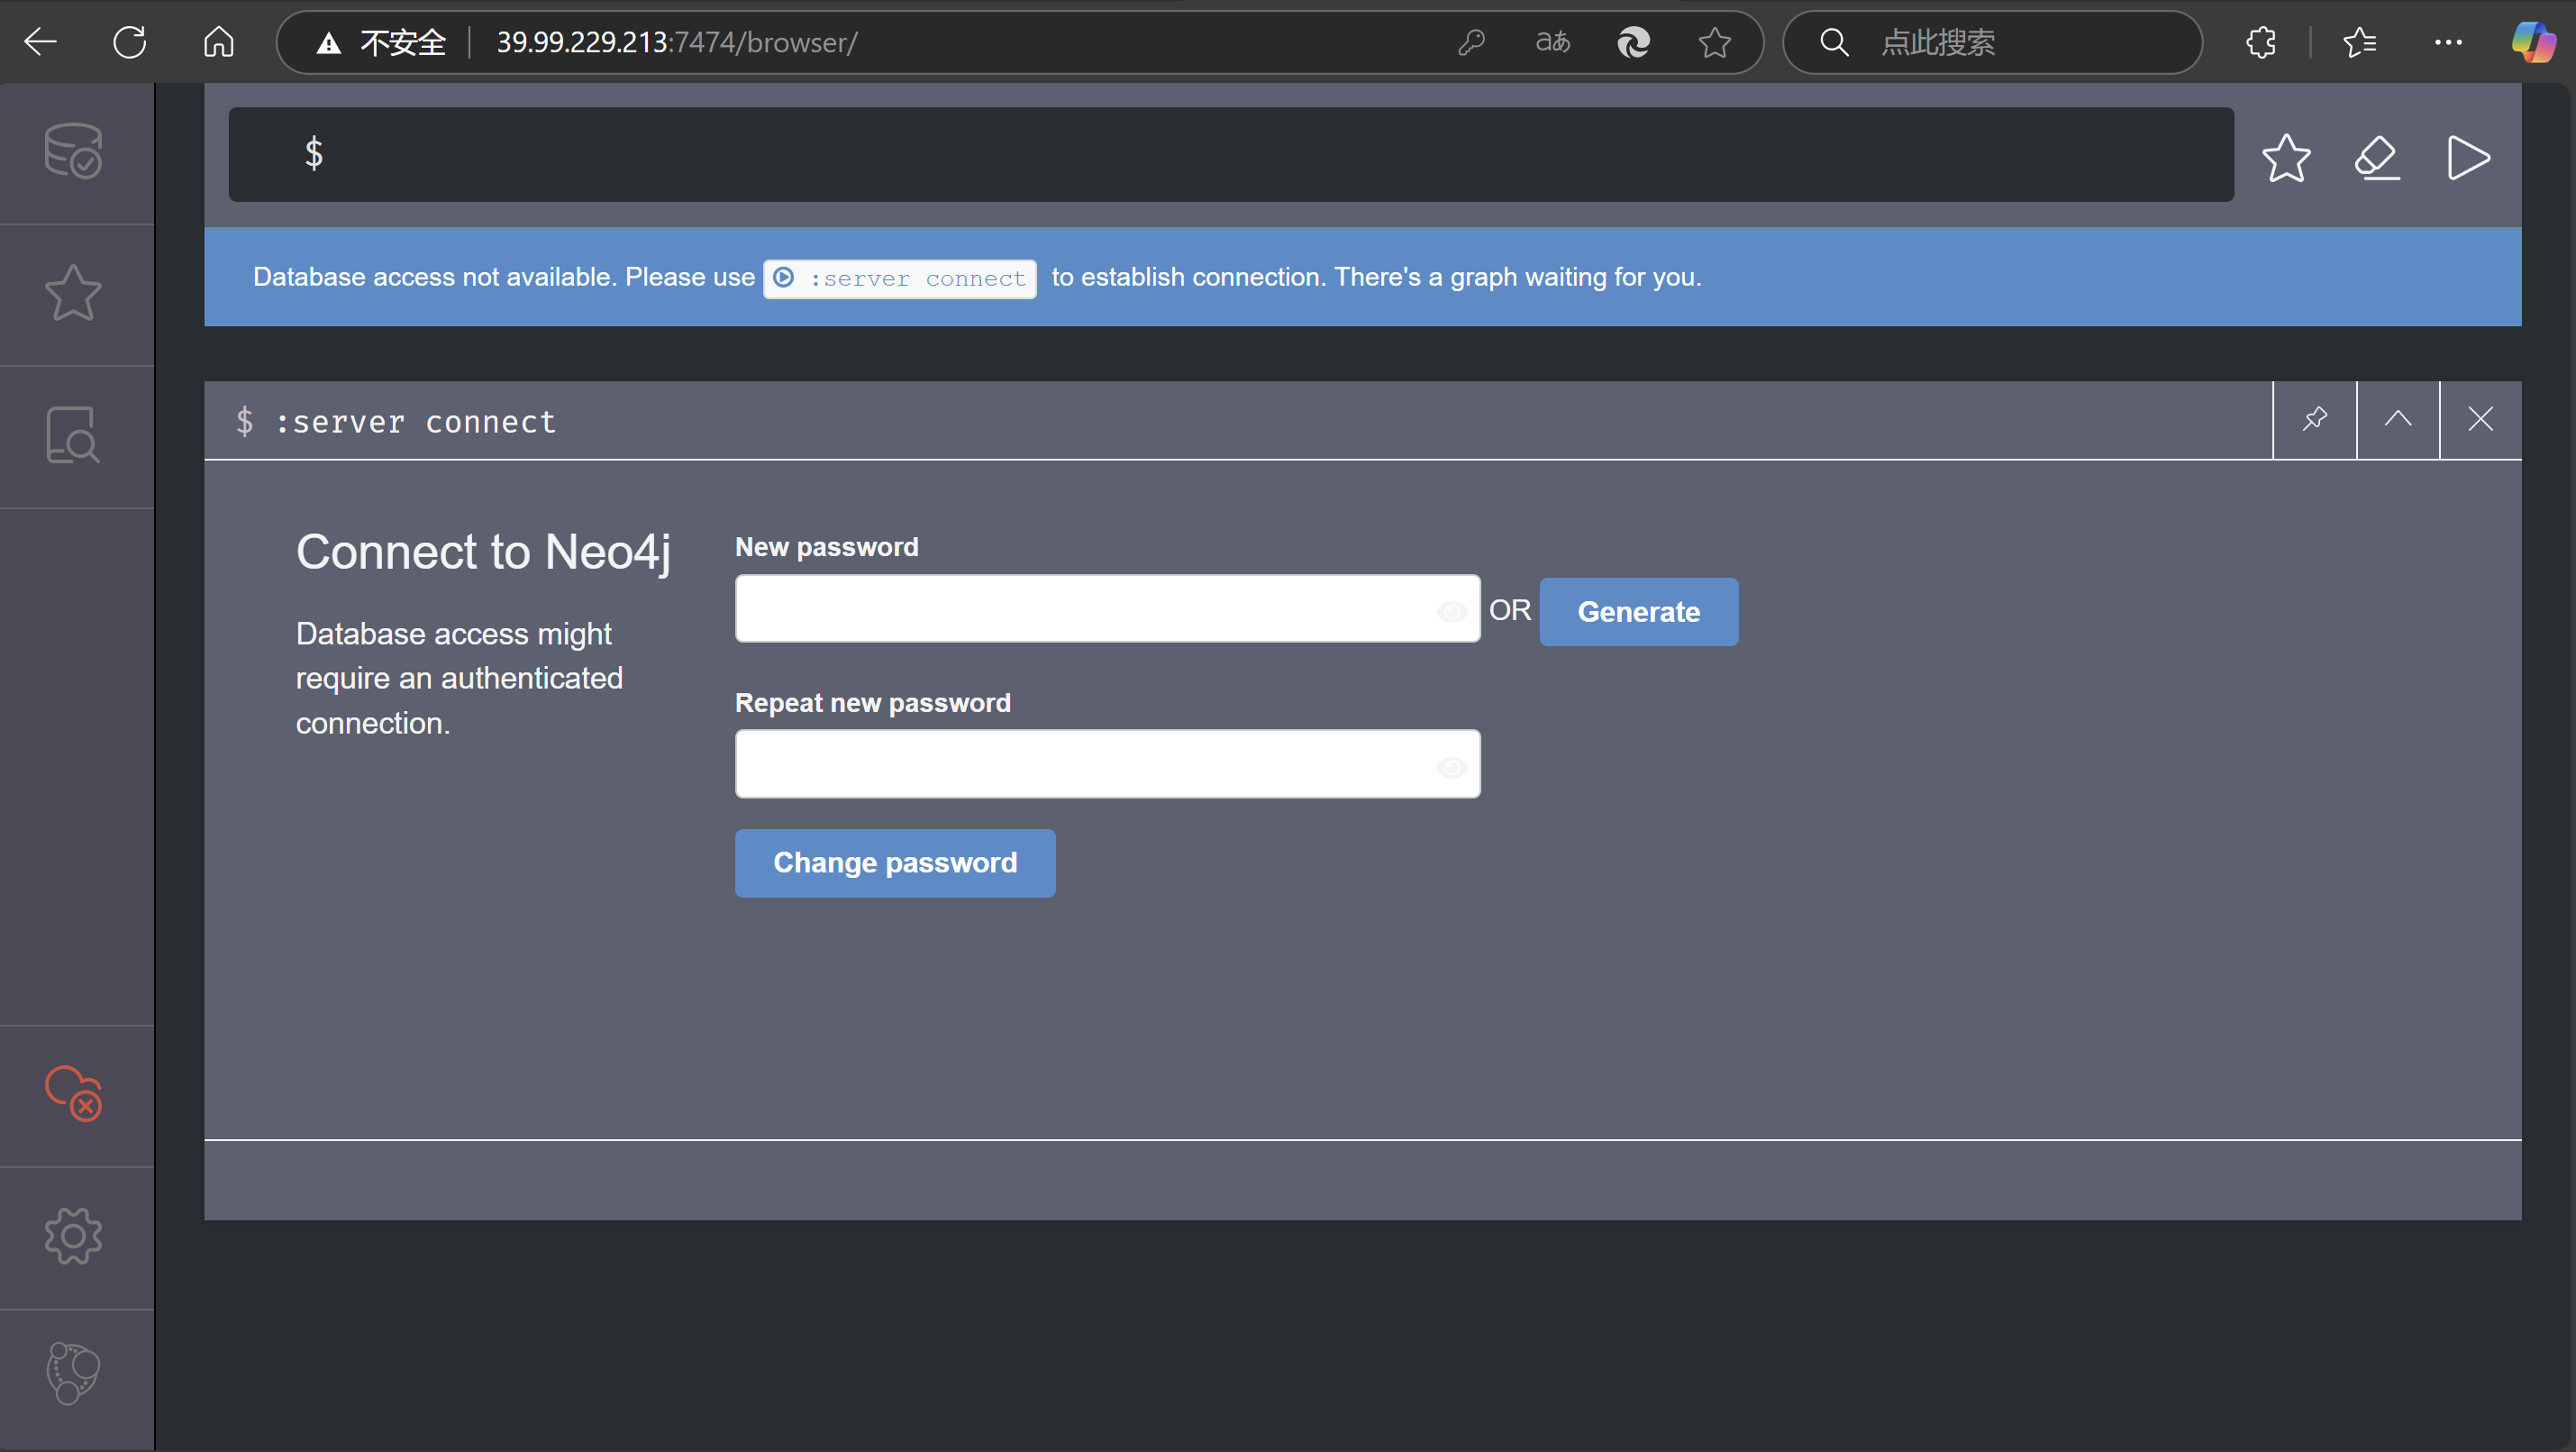 不安全 39.99.229.213:7474/browser/ aあ 点此搜索
$
Database access not available. Please use :server connect to establish connection. There's a graph waiting for you.
$ :server connect
Connect to Neo4j
Database access might
require an authenticated
connection.
New password
OR Generate
Repeat new password
Change password